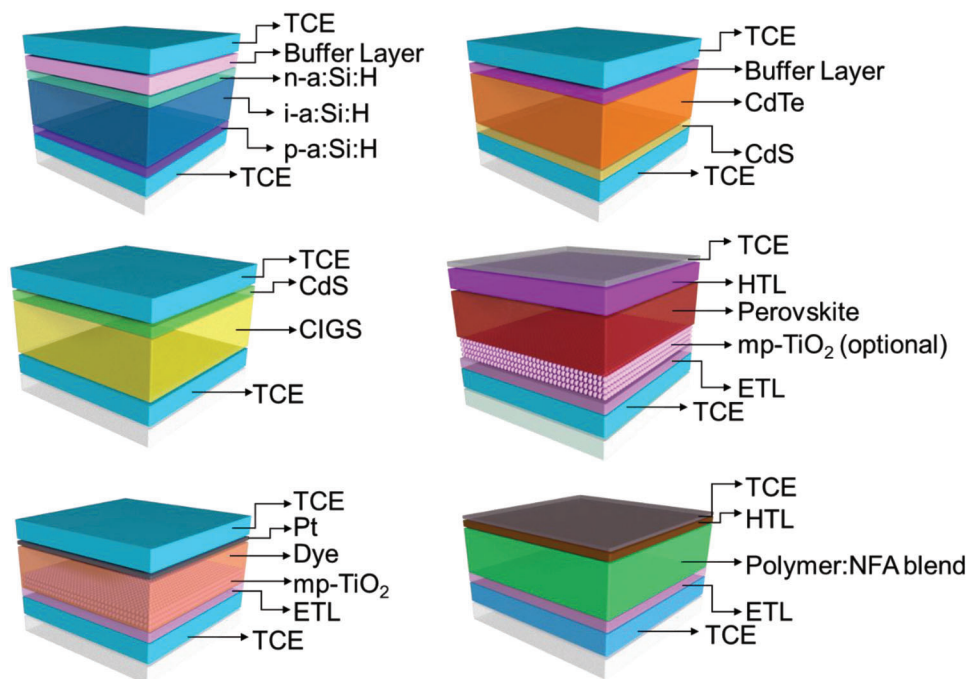 TCE
Buffer Layer
n-a:Si:H
i-a:Si:H
p-a:Si:H
TCE
TCE
Buffer Layer
CdTe
CdS
TCE
TCE
CdS
CIGS
TCE
TCE
HTL
Perovskite
mp-TiO₂ (optional)
ETL
TCE
TCE
Pt
Dye
mp-TiO₂
ETL
TCE
TCE
HTL
Polymer:NFA blend
ETL
TCE